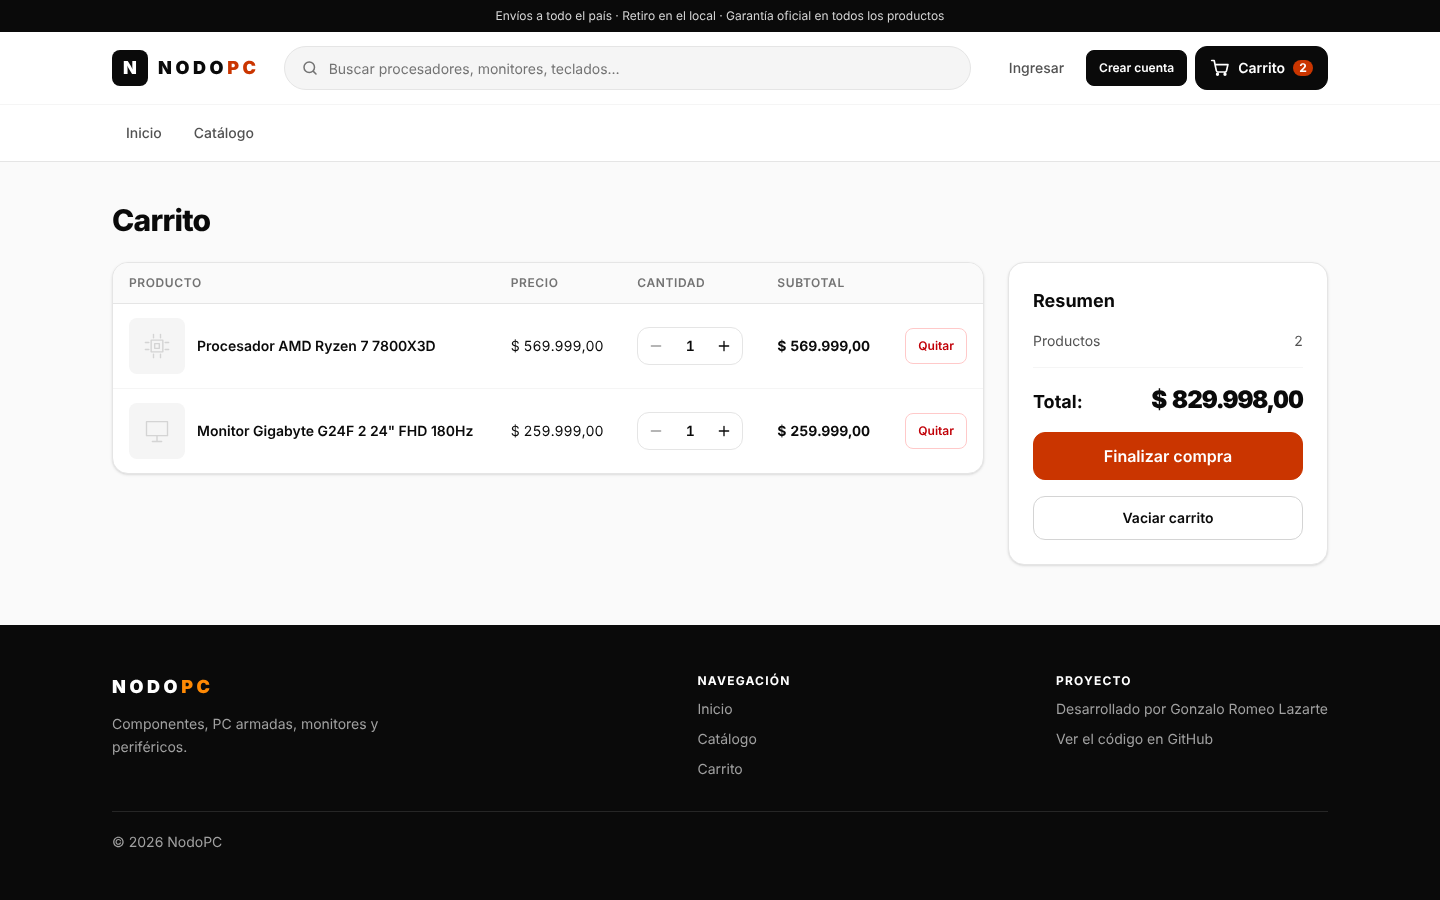 Envíos a todo el país · Retiro en el local · Garantía oficial en todos los productos
N NODOPC
Buscar procesadores, monitores, teclados...
Ingresar
Crear cuenta
Carrito 2
Inicio
Catálogo
Carrito
PRODUCTO PRECIO CANTIDAD SUBTOTAL
Procesador AMD Ryzen 7 7800X3D $ 569.999,00 − 1 + $ 569.999,00 Quitar
Monitor Gigabyte G24F 2 24" FHD 180Hz $ 259.999,00 − 1 + $ 259.999,00 Quitar
Resumen
Productos 2
Total: $ 829.998,00
Finalizar compra
Vaciar carrito
NODOPC
Componentes, PC armadas, monitores y
periféricos.
NAVEGACIÓN
Inicio
Catálogo
Carrito
PROYECTO
Desarrollado por Gonzalo Romeo Lazarte
Ver el código en GitHub
© 2026 NodoPC